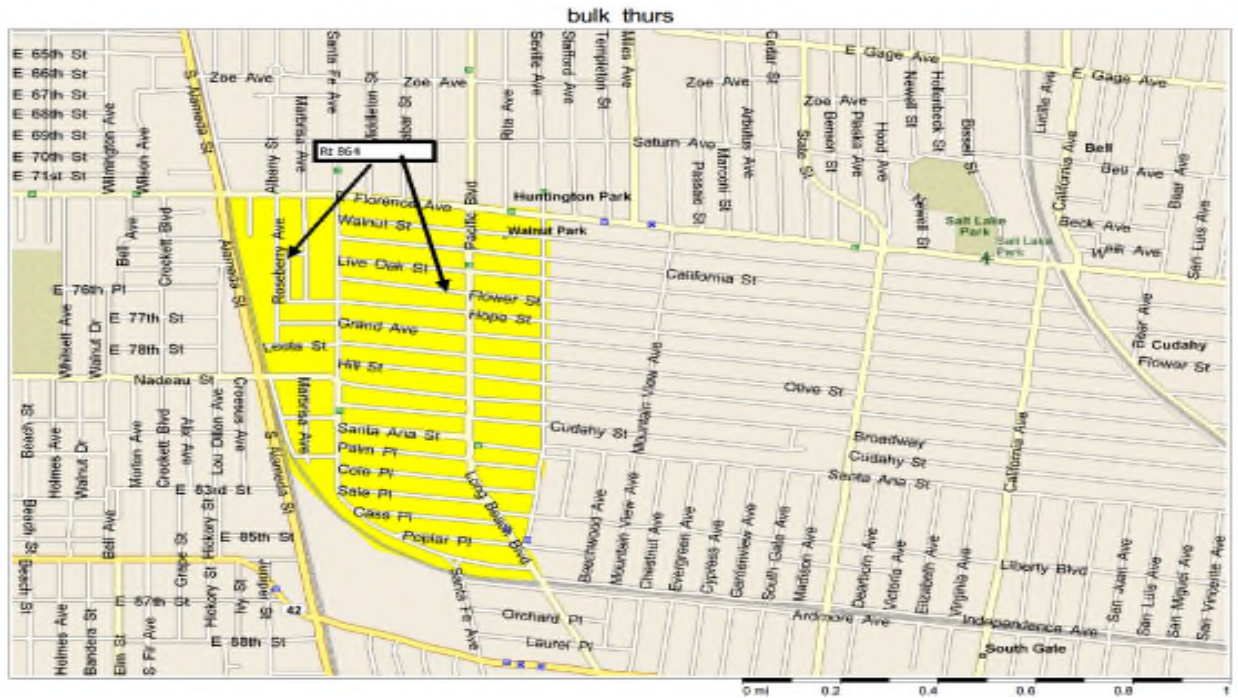 bulk thurs
E 65th St
E 66th St
E 67th St
E 68th St
E 69th St
E 70th St
E 71st St
Wilmington Ave
Wilson Ave
S Alameda St
Zoe Ave
Santa Fe Ave
Marbrisa Ave
Albany St
Zoe Ave
Rita Ave
Seville Ave
Stafford Ave
Templeton St
Miles Ave
Cedar St
E Gage Ave
E Gage Ave
Zoe Ave
Zoe Ave
Saturn Ave
Arbutus Ave
Passaic St
Marconi St
State St
Benson St
Plaska Ave
Hood Ave
Newell St
Hollenbeck St
Bissell St
Lucille Ave
California Ave
Bell
Bell Ave
Bear Ave
Beck Ave
San Luis Ave
Rt 864
Florence Ave
Huntington Park
Walnut Park
Walnut St
Pacific Blvd
Salt Lake
Park
Salt Lake
Park
Bell Ave
Crockett Blvd
Alameda St
Roseberry Ave
Live Oak St
Flower St
Hope St
California St
E 76th Pl
E 77th St
E 78th St
Whitsett Ave
Walnut Dr
Grand Ave
Leota St
Hill St
Nadeau St
Marbrisa Ave
Mountain View Ave
Olive St
Bear Ave
Cudahy
Flower St
Beach St
Holmes Ave
Walnut Dr
Crockett Blvd
Alix Ave
Lou Dillon Ave
Croesus Ave
S Alameda St
Santa Ana St
Palm Pl
Cole Pl
Sale Pl
Cass Pl
Poplar Pl
Long Beach Blvd
Cudahy St
Broadway
Cudahy St
Santa Ana St
California Ave
E 83rd St
E 85th St
Hickory St
Beach St
Bell Ave
Beechwood Ave
Mountain View Ave
Chestnut Ave
Evergreen Ave
Cypress Ave
Gardenview Ave
South Gate Ave
Madison Ave
Dearborn Ave
Victoria Ave
Elizabeth Ave
Virginia Ave
Liberty Blvd
San Juan Ave
San Luis Ave
San Miguel Ave
San Vincente Ave
Beach St
Grape St
Hickory St
Ivy St
Juniper St
E 87th St
42
E 88th St
Holmes Ave
Bandera St
Elm St
S Fir Ave
Santa Fe Ave
Orchard Pl
Laurel Pl
Ardmore Ave
Independence Ave
South Gate
0 mi 0.2 0.4 0.6 0.8 1